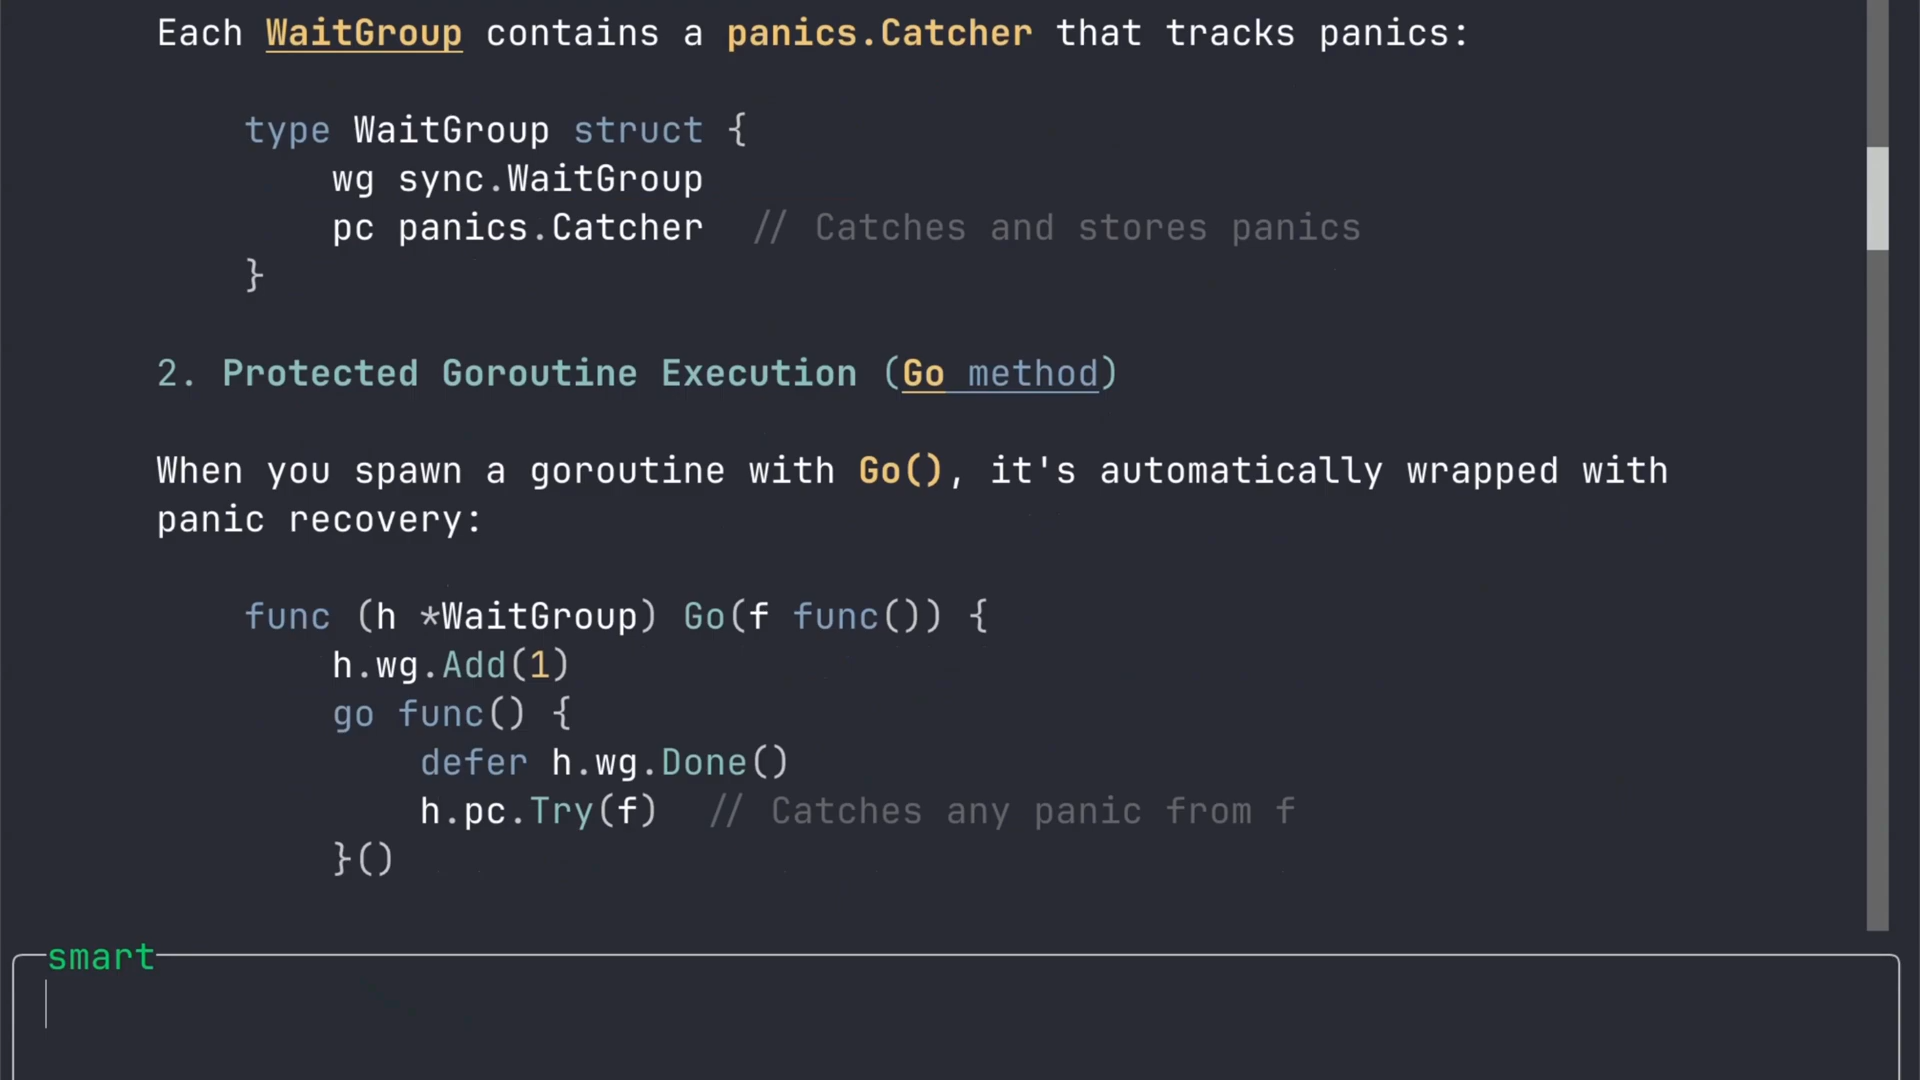 Each WaitGroup contains a panics.Catcher that tracks panics:
type WaitGroup struct {
wg sync.WaitGroup
pc panics.Catcher // Catches and stores panics
}
2. Protected Goroutine Execution (Go method)
When you spawn a goroutine with Go(), it's automatically wrapped with
panic recovery:
func (h *WaitGroup) Go(f func()) {
h.wg.Add(1)
go func() {
defer h.wg.Done()
h.pc.Try(f) // Catches any panic from f
}()
smart